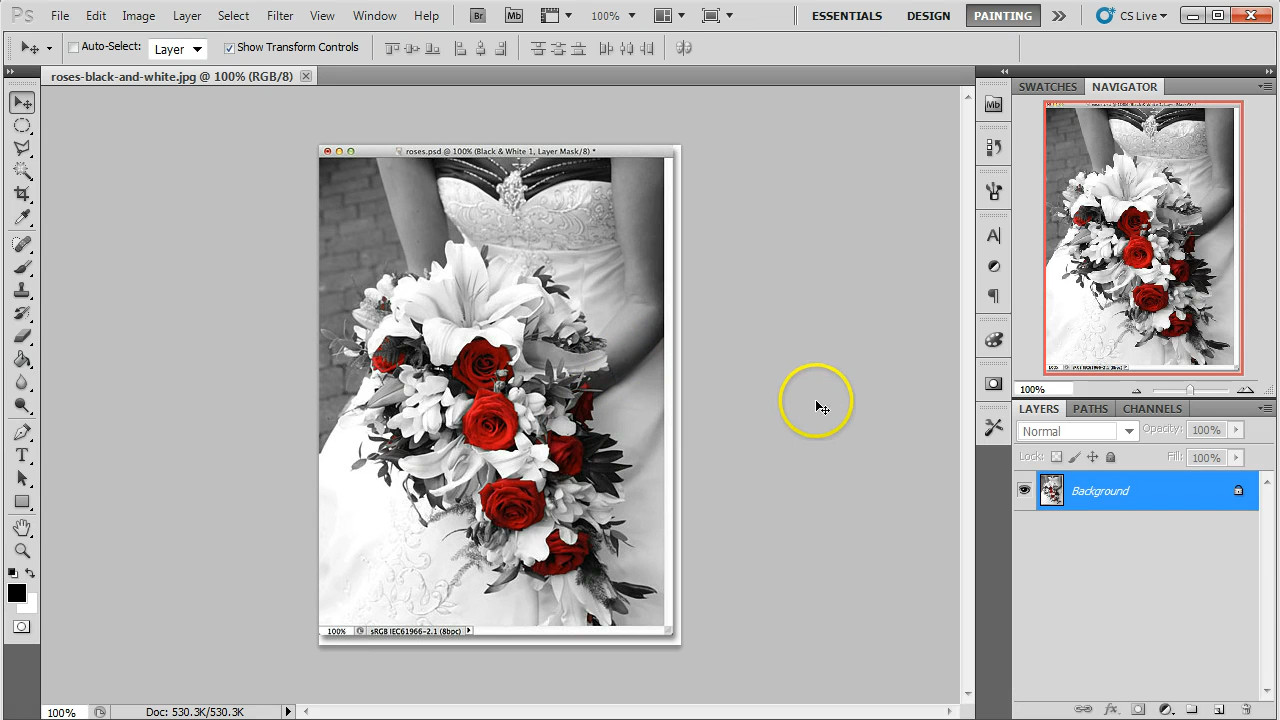 Ps File Edit Image Layer Select Filter View Window Help Br Mb 100% ESSENTIALS DESIGN PAINTING CS Live
Auto-Select: Layer Show Transform Controls
roses-black-and-white.jpg @ 100% (RGB/8)
SWATCHES NAVIGATOR
Mb
roses.psd @ 100% (Black & White 1, Layer Mask/8) *
A
100%
LAYERS PATHS CHANNELS
Normal Opacity: 100%
Lock: Fill: 100%
Background
T
100% sRGB IEC61966-2.1 (8bpc)
fx
100% Doc: 530.3K/530.3K